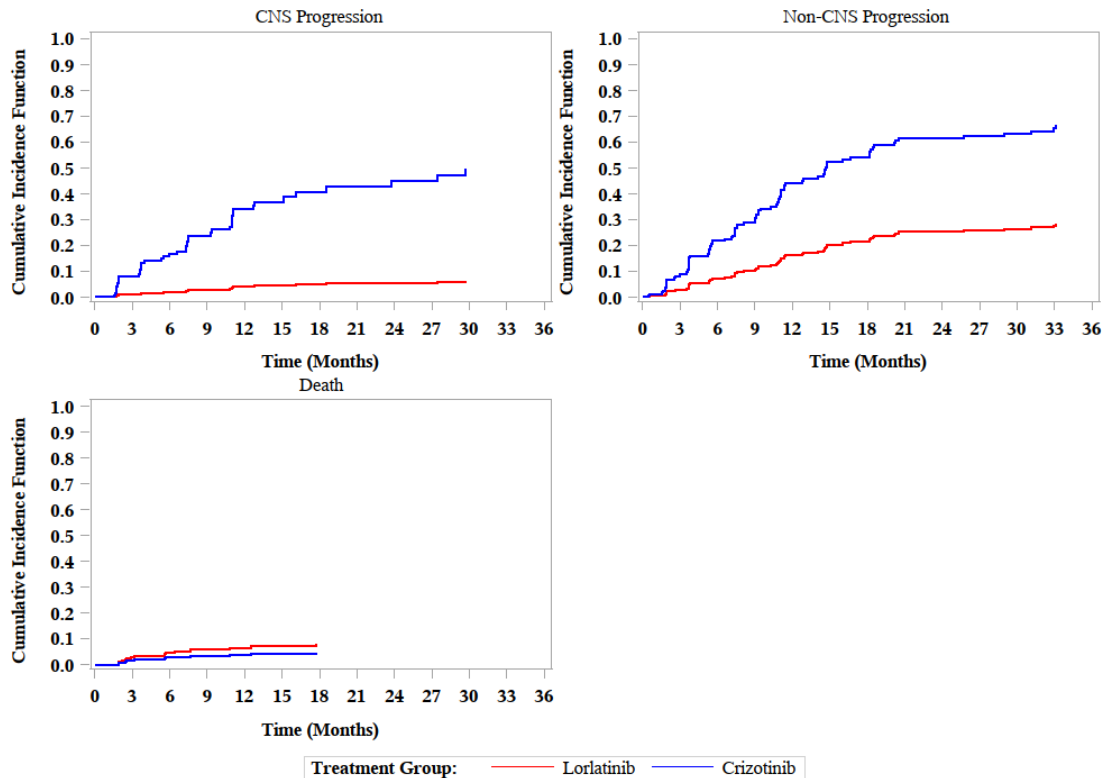 CNS Progression
Cumulative Incidence Function
1.0
0.9
0.8
0.7
0.6
0.5
0.4
0.3
0.2
0.1
0.0
0 3 6 9 12 15 18 21 24 27 30 33 36
Time (Months)
Non-CNS Progression
Cumulative Incidence Function
1.0
0.9
0.8
0.7
0.6
0.5
0.4
0.3
0.2
0.1
0.0
0 3 6 9 12 15 18 21 24 27 30 33 36
Time (Months)
Death
Cumulative Incidence Function
1.0
0.9
0.8
0.7
0.6
0.5
0.4
0.3
0.2
0.1
0.0
0 3 6 9 12 15 18 21 24 27 30 33 36
Time (Months)
Treatment Group: Lorlatinib Crizotinib